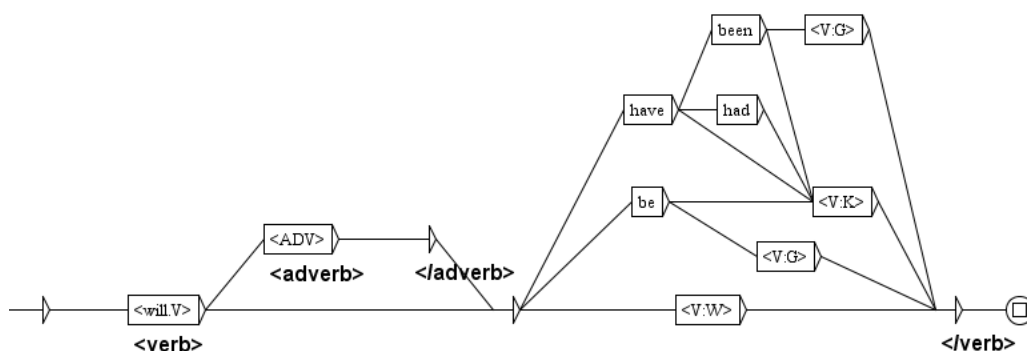 been <V:G>
have had
be <V:K>
<ADV> <V:G>
<adverb> </adverb>
<will.V> <V:W>
<verb> </verb>